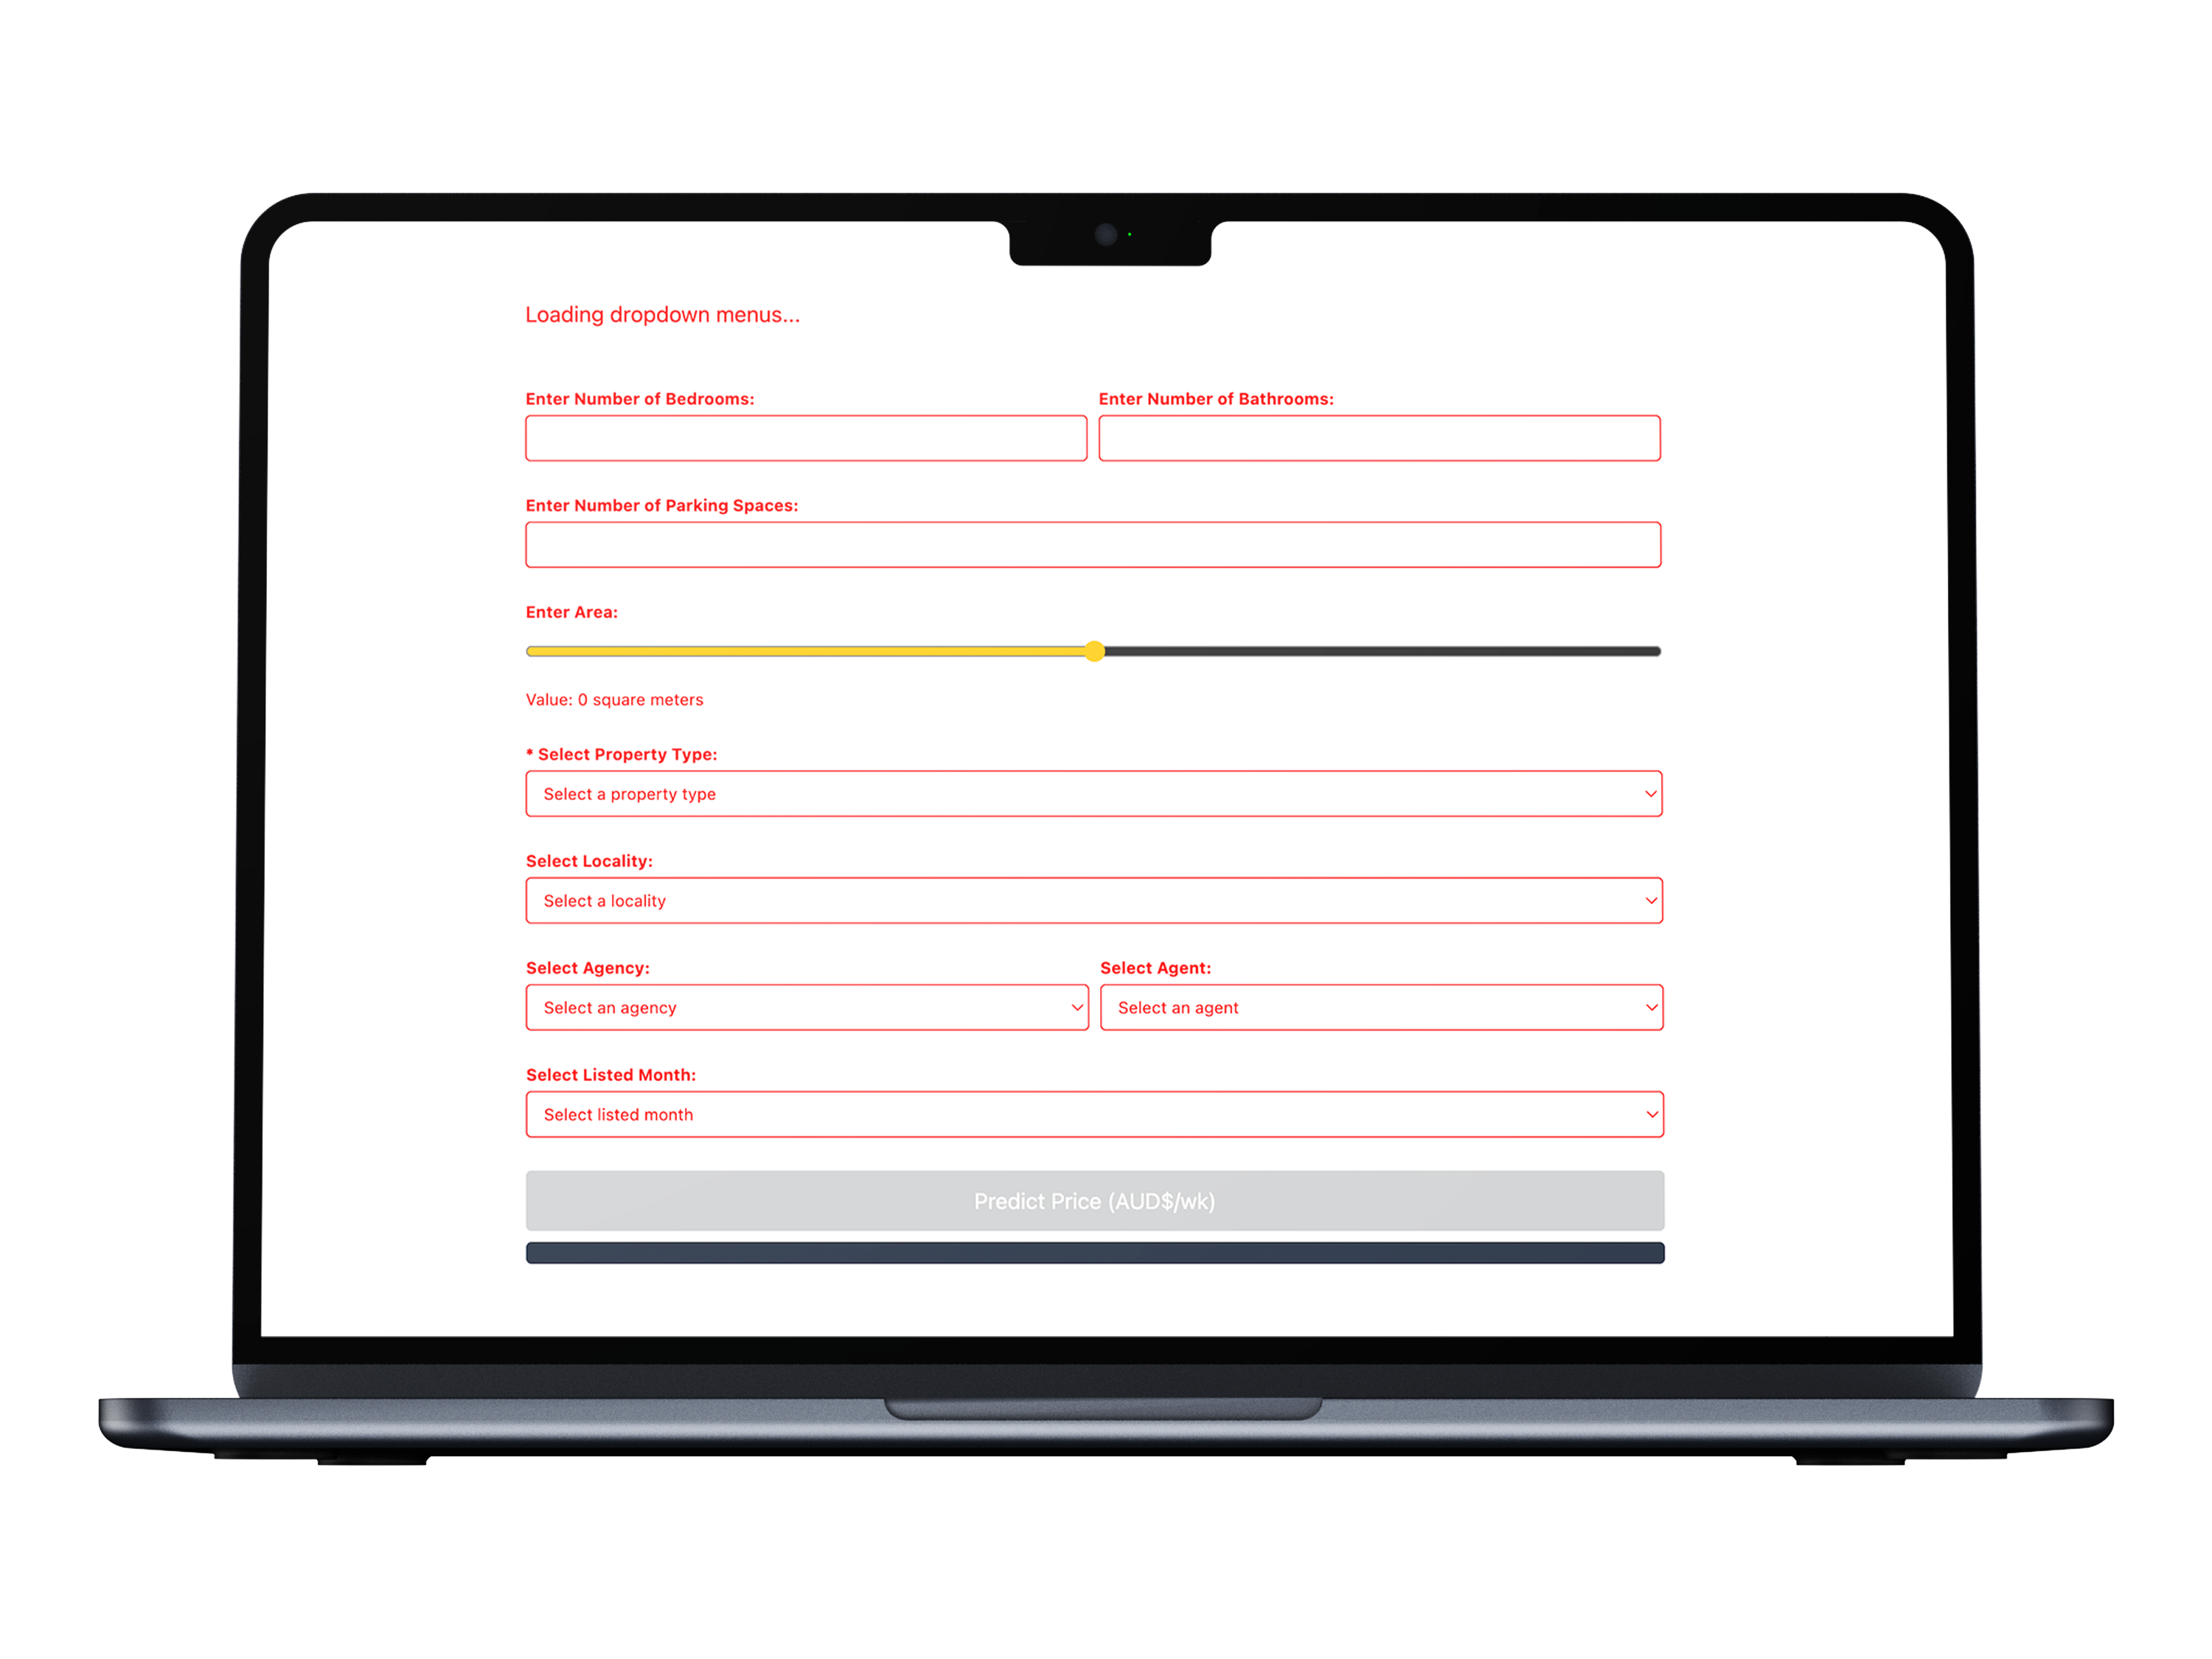 Loading dropdown menus...
Enter Number of Bedrooms:
Enter Number of Bathrooms:
Enter Number of Parking Spaces:
Enter Area:
Value: 0 square meters
* Select Property Type:
Select a property type
Select Locality:
Select a locality
Select Agency:
Select Agent:
Select an agency
Select an agent
Select Listed Month:
Select listed month
Predict Price (AUD$/wk)